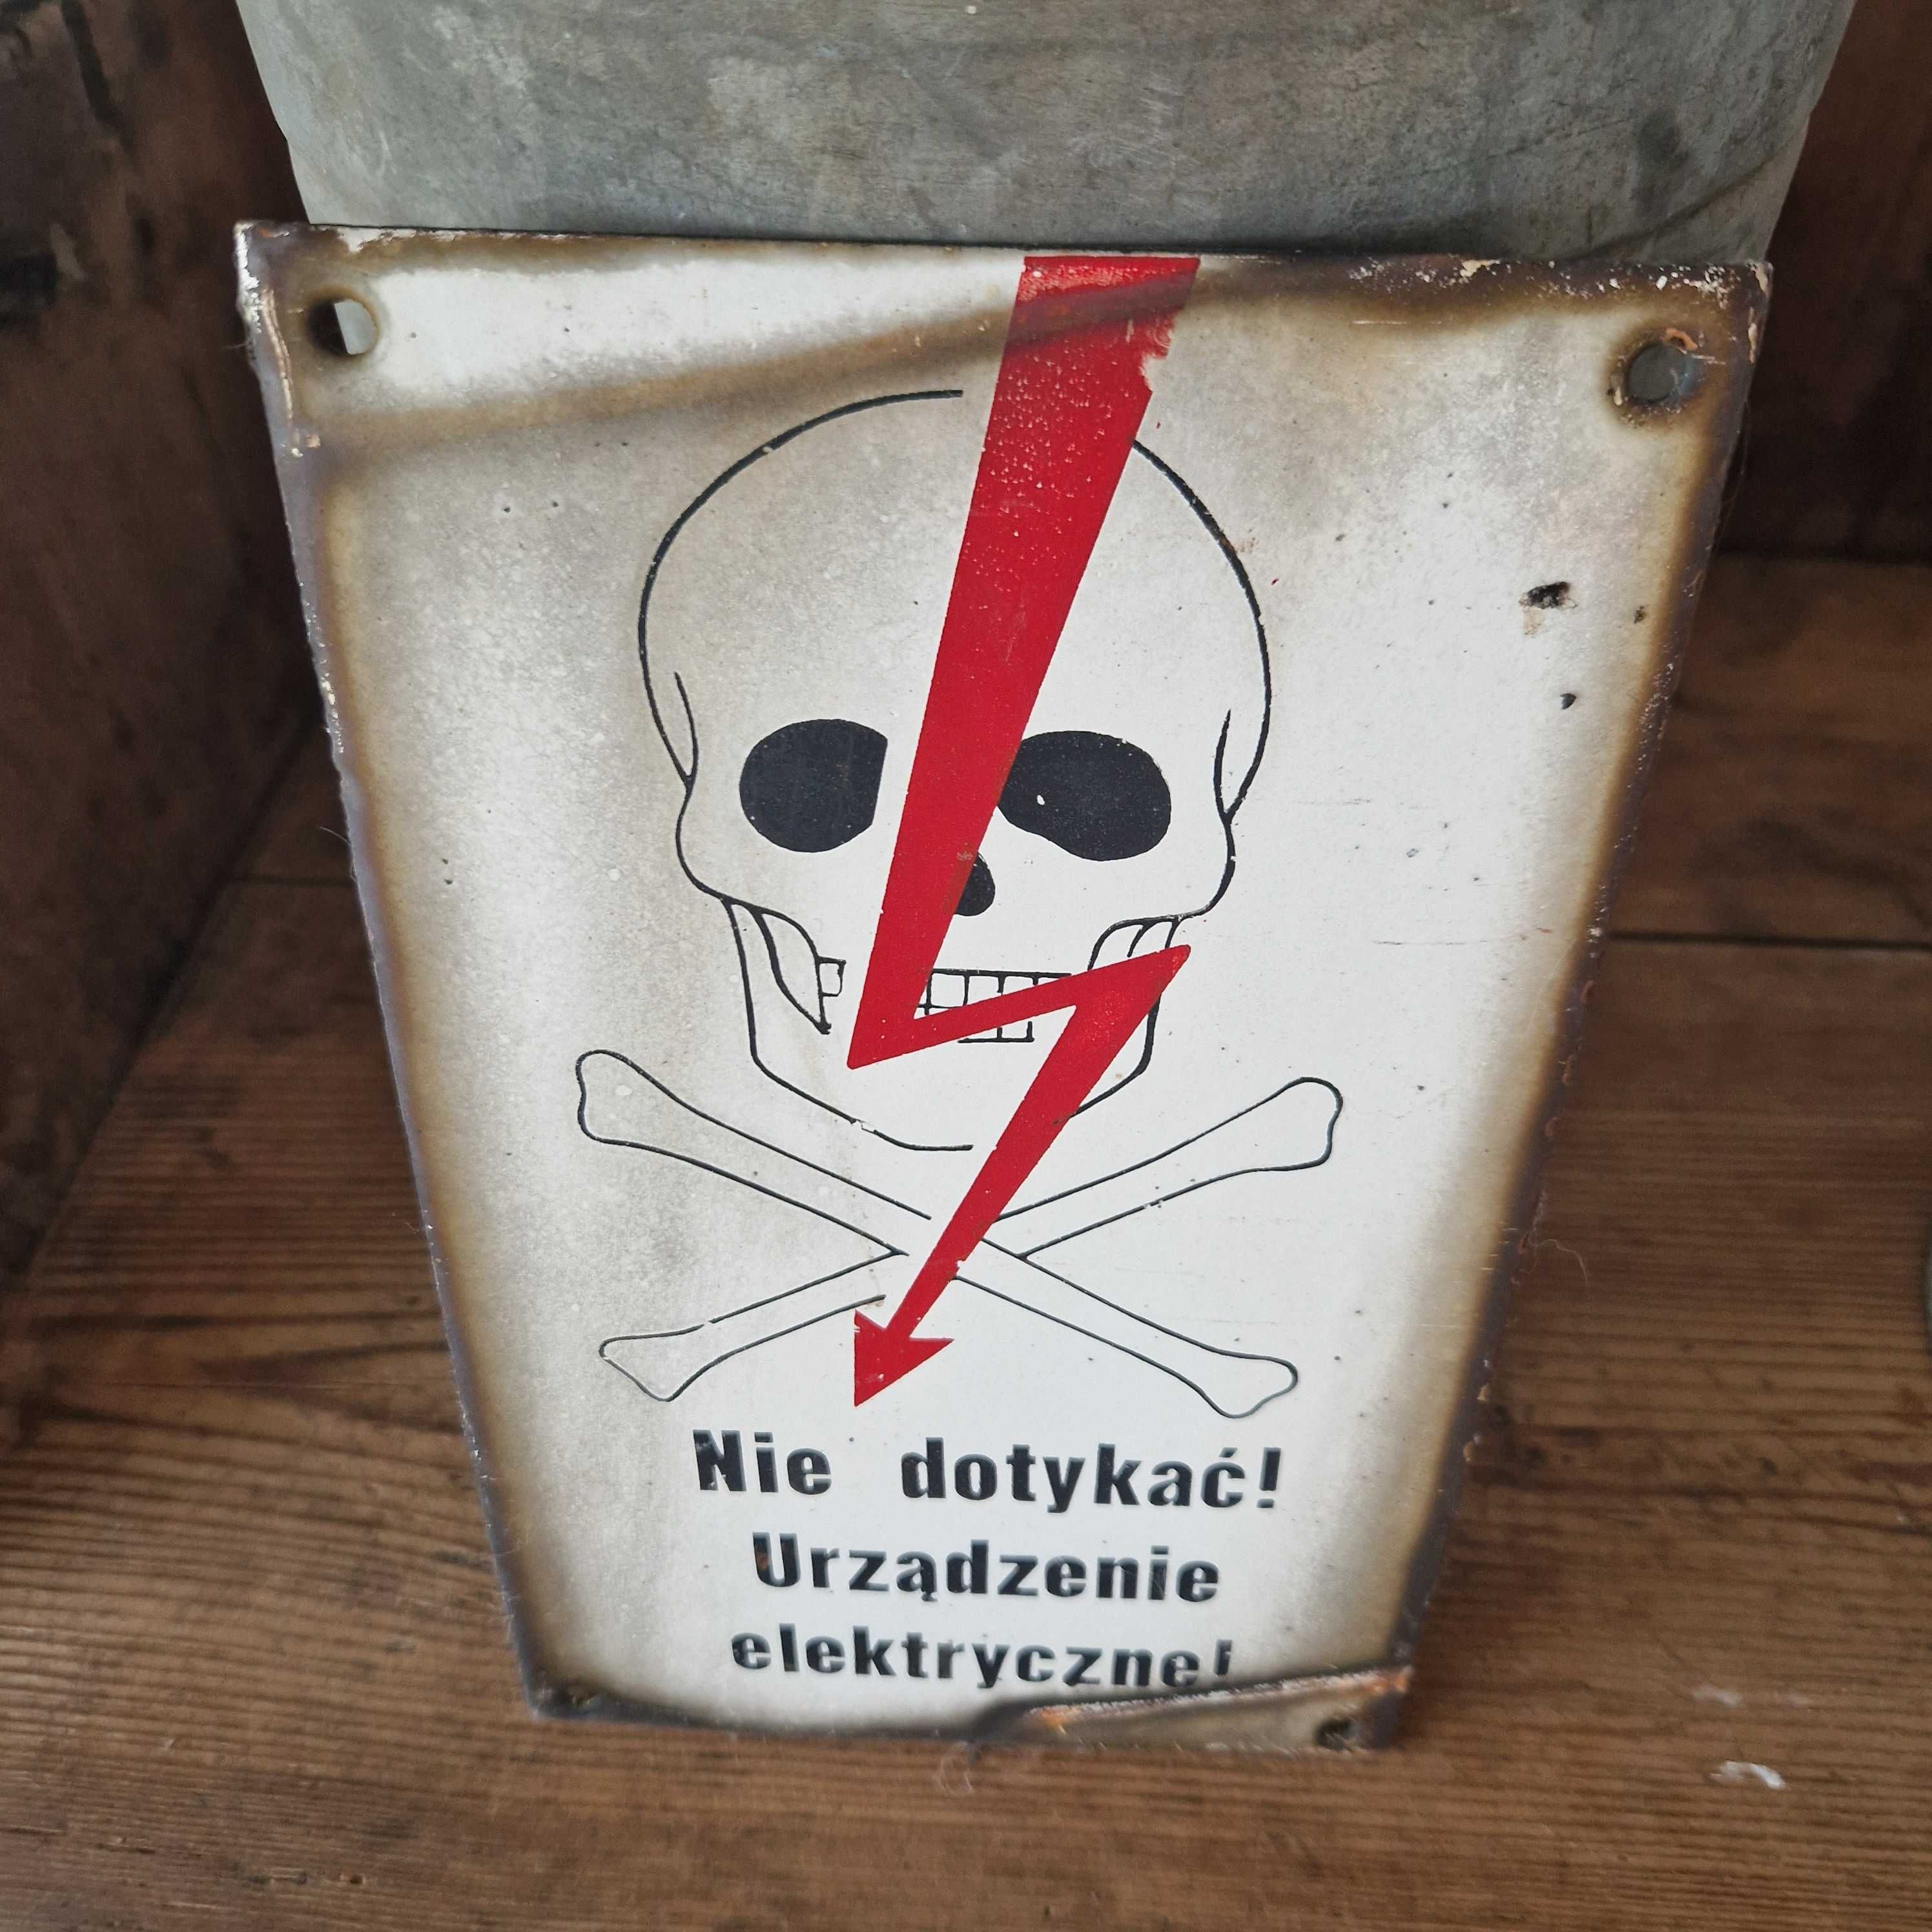 Nie dotykać!
Urządzenie
elektryczne!